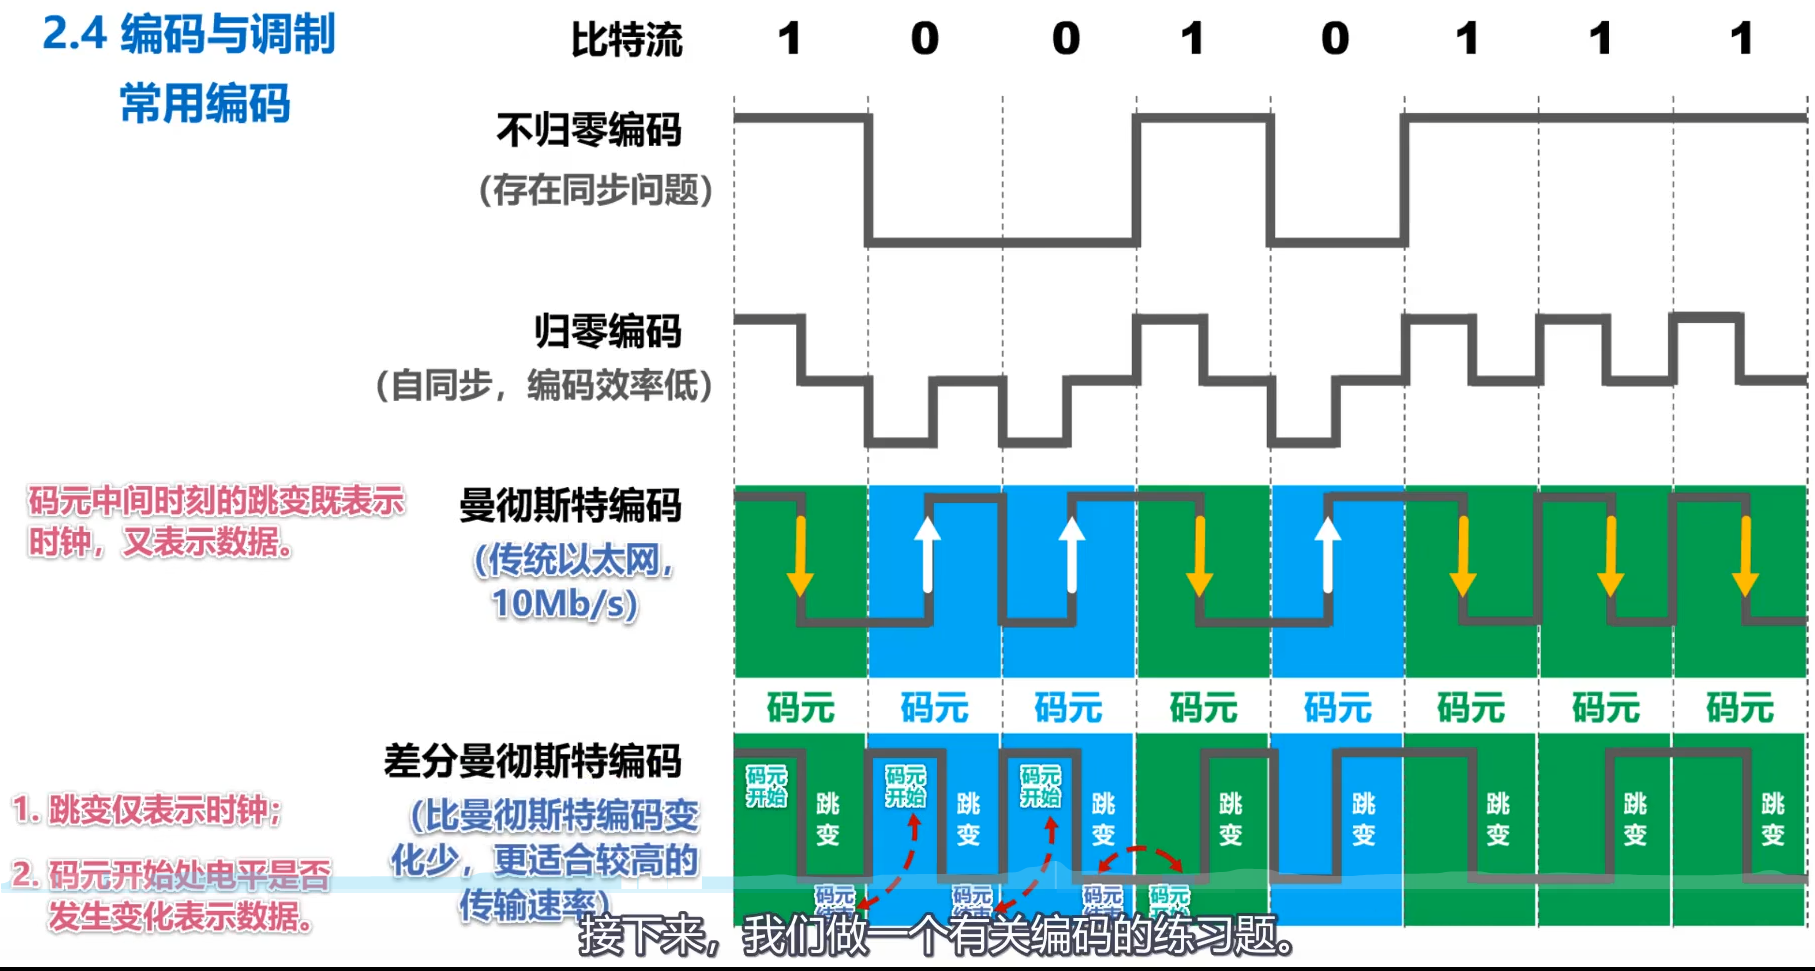 2.4 编码与调制
常用编码
比特流 1 0 0 1 0 1 1 1
不归零编码
(存在同步问题)
归零编码
(自同步，编码效率低)
码元中间时刻的跳变既表示
时钟，又表示数据。
曼彻斯特编码
(传统以太网，
10Mb/s)
码元 码元 码元 码元 码元 码元 码元 码元
差分曼彻斯特编码
(比曼彻斯特编码变
化少，更适合较高的
传输速率)
1. 跳变仅表示时钟；
2. 码元开始处电平是否
发生变化表示数据。
码元
开始
跳
变
码元
码元
开始
跳
变
码元
码元
开始
跳
变
码元
码元
跳
变
跳
变
跳
变
跳
变
跳
变
接下来，我们做一个有关编码的练习题。